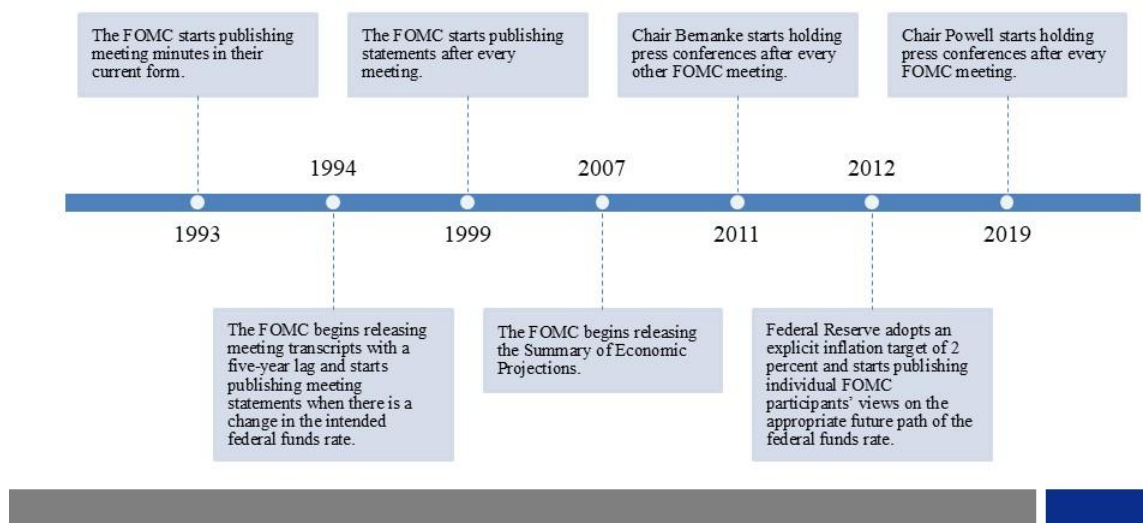 The FOMC starts publishing
meeting minutes in their
current form.
The FOMC starts publishing
statements after every
meeting.
Chair Bernanke starts holding
press conferences after every
other FOMC meeting.
Chair Powell starts holding
press conferences after every
FOMC meeting.
1994
2007
2012
1993
1999
2011
2019
The FOMC begins releasing
meeting transcripts with a
five-year lag and starts
publishing meeting
statements when there is a
change in the intended
federal funds rate.
The FOMC begins releasing
the Summary of Economic
Projections.
Federal Reserve adopts an
explicit inflation target of 2
percent and starts publishing
individual FOMC
participants’ views on the
appropriate future path of the
federal funds rate.